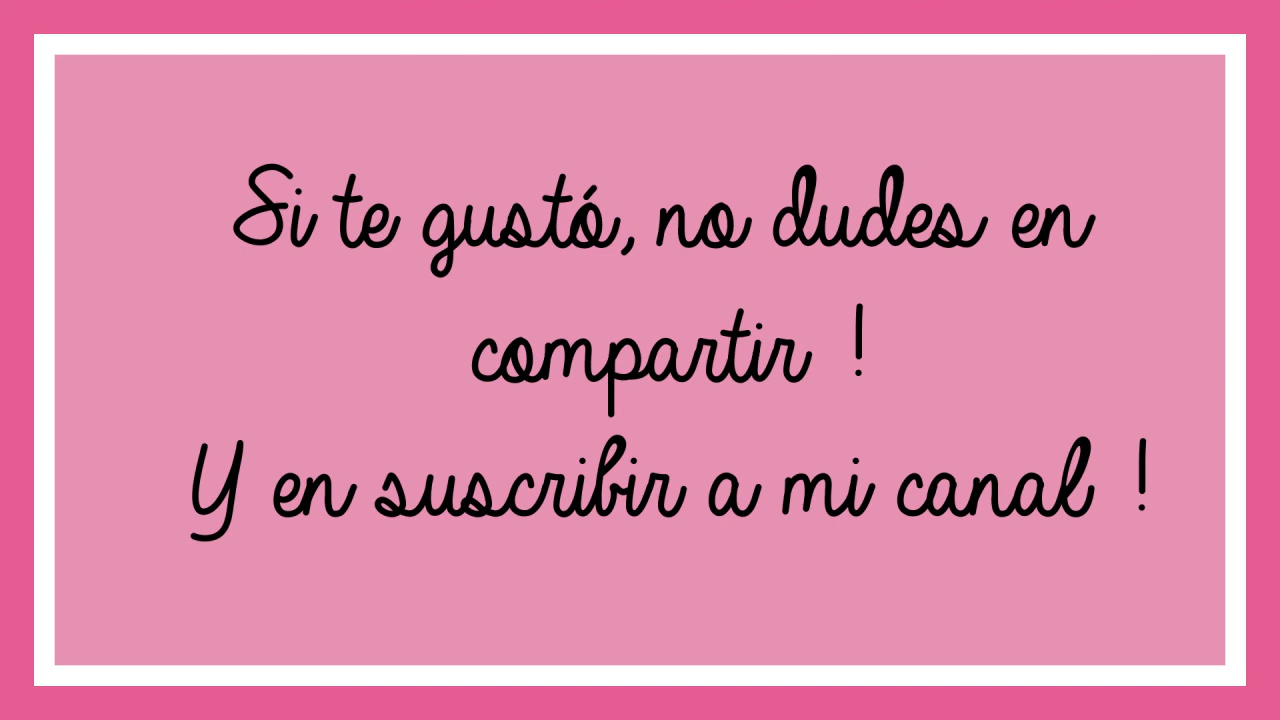 Si te gustó, no dudes en
compartir !
Y en suscribir a mi canal !